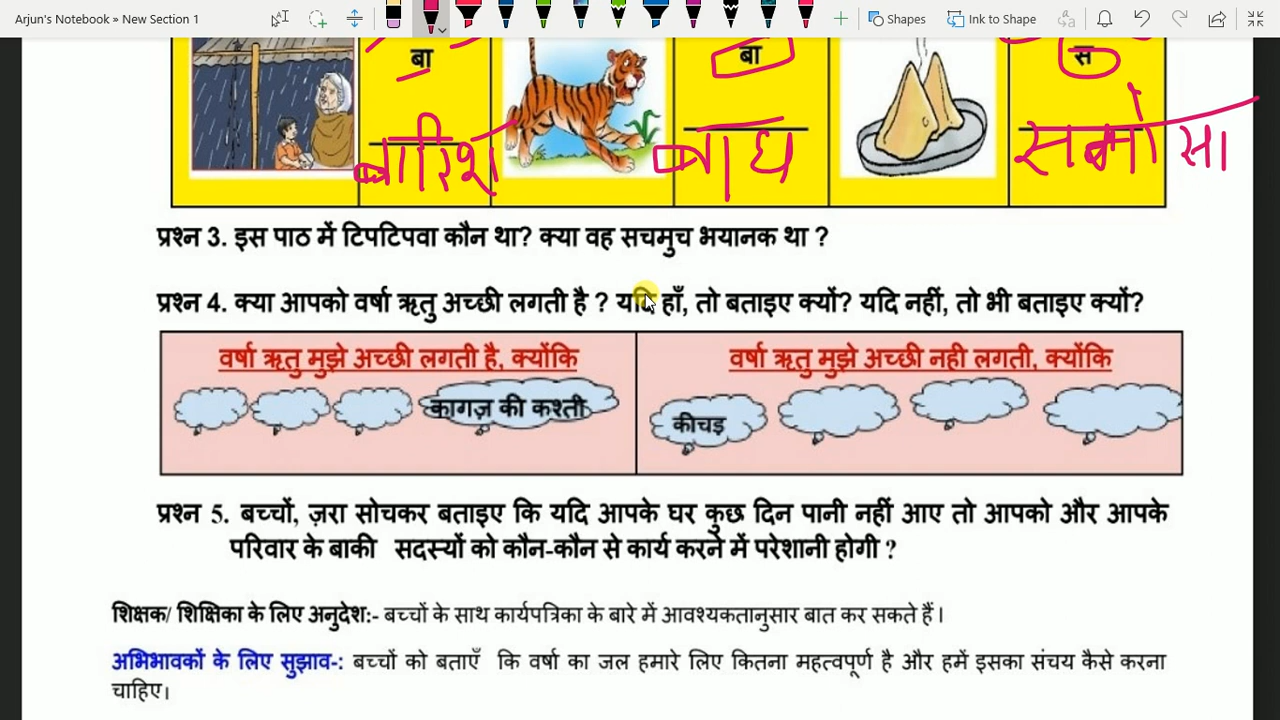 Arjun's Notebook » New Section 1
Shapes
Ink to Shape
बा
बा
स
बारिश
बाघ
समोसा
प्रश्न 3. इस पाठ में टिपटिपवा कौन था? क्या वह सचमुच भयानक था ?
प्रश्न 4. क्या आपको वर्षा ऋतु अच्छी लगती है ? यदि हाँ, तो बताइए क्यों? यदि नहीं, तो भी बताइए क्यों?
वर्षा ऋतु मुझे अच्छी लगती है, क्योंकि
वर्षा ऋतु मुझे अच्छी नही लगती, क्योंकि
कागज़ की कश्ती
कीचड़
प्रश्न 5. बच्चों, ज़रा सोचकर बताइए कि यदि आपके घर कुछ दिन पानी नहीं आए तो आपको और आपके
परिवार के बाकी सदस्यों को कौन-कौन से कार्य करने में परेशानी होगी ?
शिक्षक/ शिक्षिका के लिए अनुदेश:- बच्चों के साथ कार्यपत्रिका के बारे में आवश्यकतानुसार बात कर सकते हैं।
अभिभावकों के लिए सुझाव-: बच्चों को बताएँ कि वर्षा का जल हमारे लिए कितना महत्वपूर्ण है और हमें इसका संचय कैसे करना
चाहिए।